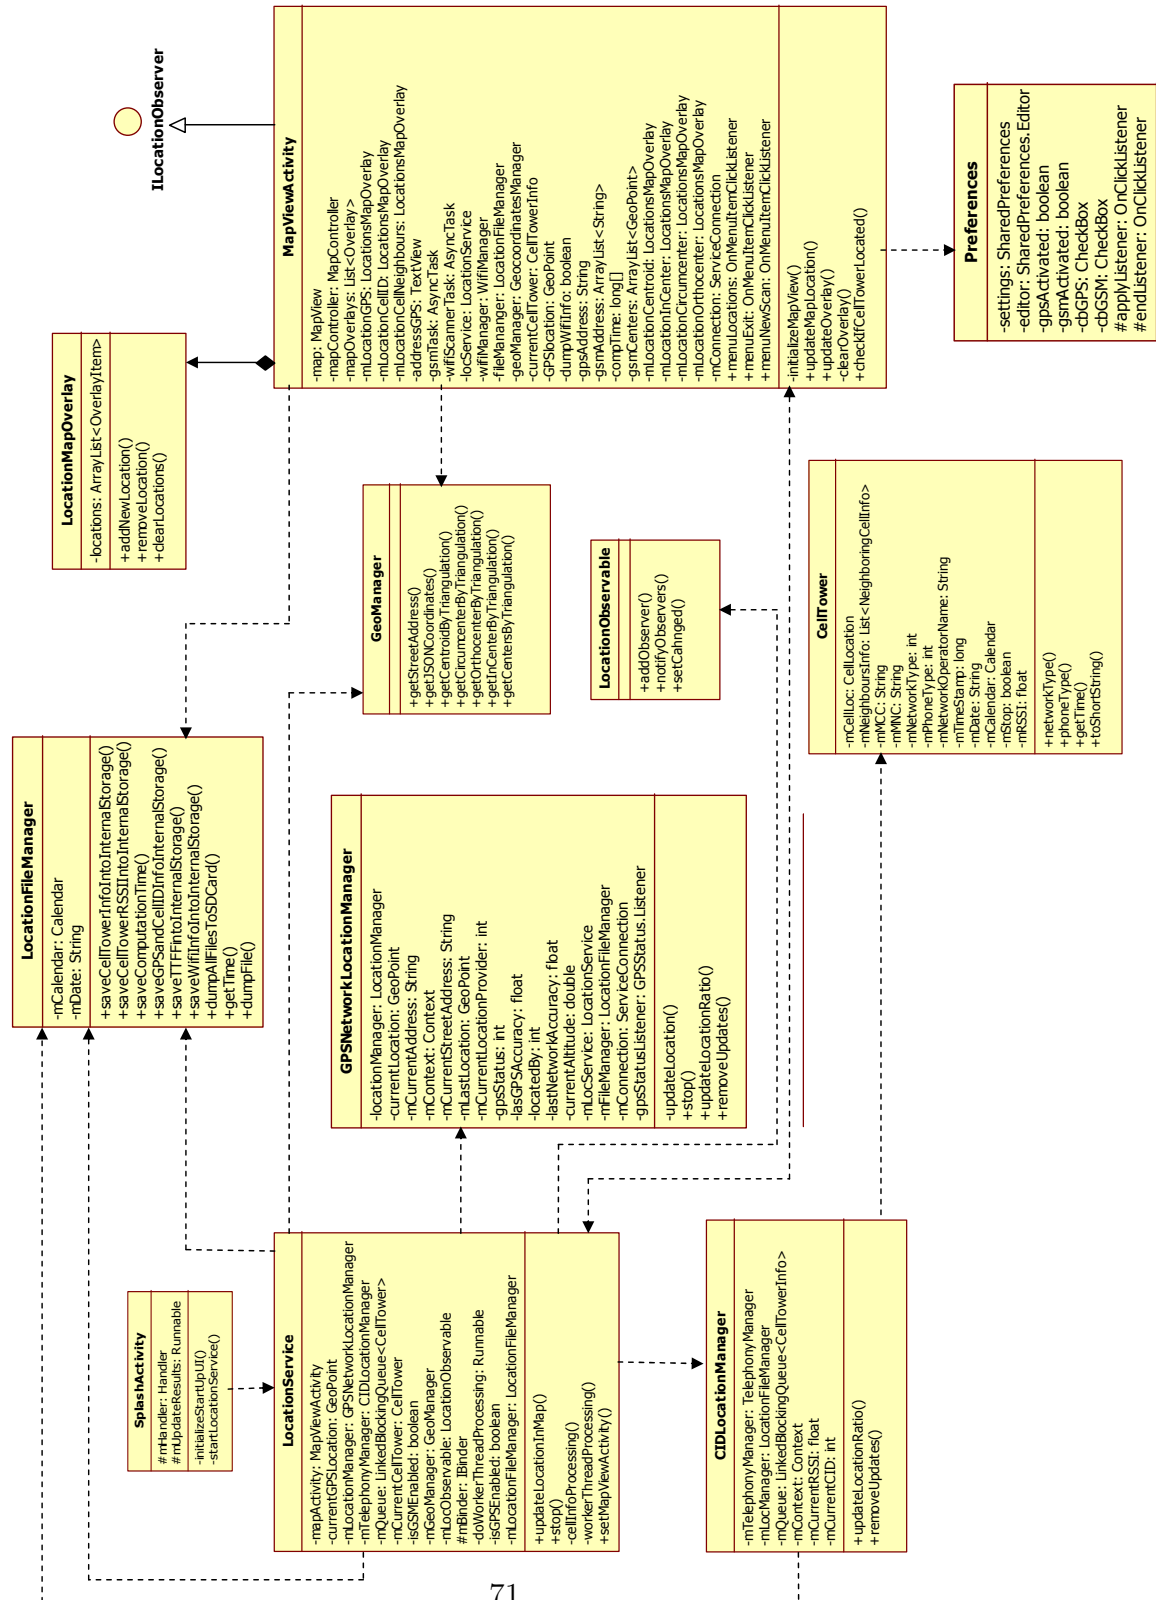 ILocationObserver
MapViewActivity
-map: MapView
-mapController: MapController
-mapOverlays: List<Overlay>
-mLocationGPS: LocationsMapOverlay
-mLocationCellID: LocationsMapOverlay
-mLocationCellNeighbours: LocationsMapOverlay
-addressGPS: TextView
-gsmTask: AsyncTask
-wifiScannerTask: AsyncTask
-locService: LocationService
-wifiManager: WifiManager
-fileMananger: LocationFileManager
-geoManager: GeocoordinatesManager
-currentCellTower: CellTowerInfo
-GPSlocation: GeoPoint
-dumpWifiInfo: boolean
-gpsAddress: String
-gsmAddress: ArrayList<String>
-compTime: long[]
-gsmCenters: ArrayList<GeoPoint>
-mLocationCentroid: LocationsMapOverlay
-mLocationInCenter: LocationsMapOverlay
-mLocationCircumcenter: LocationsMapOverlay
-mLocationOrthocenter: LocationsMapOverlay
-mConnection: ServiceConnection
+menuLocations: OnMenuItemClickListener
+menuExit: OnMenuItemClickListener
+menuNewScan: OnMenuItemClickListener
-initializeMapView()
+updateMapLocation()
+updateOverlay()
-clearOverlay()
+checkIfCellTowerLocated()
Preferences
-settings: SharedPreferences
-editor: SharedPreferences.Editor
-gpsActivated: boolean
-gsmActivated: boolean
-cbGPS: CheckBox
-cbGSM: CheckBox
#applyListener: OnClickListener
#endListener: OnClickListener
LocationMapOverlay
-locations: ArrayList<OverlayItem>
+addNewLocation()
+removeLocation()
+clearLocations()
GeoManager
+getStreetAddress()
+getJSONCoordinates()
+getCentroidByTriangulation()
+getCircumcenterByTriangulation()
+getOrthocenterByTriangulation()
+getInCenterByTriangulation()
+getCentersByTriangulation()
LocationObservable
+addObserver()
+notifyObservers()
+setCahnged()
CellTower
-mCellLoc: CellLocation
-mNeighboursInfo: List<NeighboringCellInfo>
-mMCC: String
-mMNC: String
-mNetworkType: int
-mPhoneType: int
-mNetworkOperatorName: String
-mTimeStamp: long
-mDate: String
-mCalendar: Calendar
-mStop: boolean
-mRSSI: float
+networkType()
+phoneType()
+getTime()
+toShortString()
LocationFileManager
-mCalendar: Calendar
-mDate: String
+saveCellTowerInfoIntoInternalStorage()
+saveCellTowerRSSIIntoInternalStorage()
+saveComputationTime()
+saveGPSandCellIDInfoInternalStorage()
+saveTTFFintoInternalStorage()
+saveWifiInfoIntoInternalStorage()
+dumpAllFilesToSDCard()
+getTime()
+dumpFile()
GPSNetworkLocationManager
-locationManager: LocationManager
-currentLocation: GeoPoint
-mCurrentAddress: String
-mContext: Context
-mCurrentStreetAddress: String
-mLastLocation: GeoPoint
-mCurrentLocationProvider: int
-gpsStatus: int
-lasGPSAccuracy: float
-locatedBy: int
-lastNetworkAccuracy: float
-currentAltitude: double
-mLocService: LocationService
-mFileManager: LocationFileManager
-mConnection: ServiceConnection
-gpsStatusListener: GPSStatus.Listener
-updateLocation()
+stop()
+updateLocationRatio()
+removeUpdates()
SplashActivity
#mHandler: Handler
#mUpdateResults: Runnable
-initializeStartUpUI()
-startLocationService()
LocationService
-mapActivity: MapViewActivity
-currentGPSLocation: GeoPoint
-mLocationManager: GPSNetworkLocationManager
-mTelephonyManager: CIDLocationManager
-mQueue: LinkedBlockingQueue<CellTower>
-mCurrentCellTower: CellTower
-isGSMEnabled: boolean
-mGeoManager: GeoManager
-mLocObservable: LocationObservable
#mBinder: IBinder
-doWorkerThreadProcessing: Runnable
-isGPSEnabled: boolean
-mLocationFileManager: LocationFileManager
+updateLocationInMap()
+stop()
-cellInfoProcessing()
-workerThreadProcessing()
+setMapViewActivity()
CIDLocationManager
-mTelephonyManager: TelephonyManager
-mLocManager: LocationFileManager
-mQueue: LinkedBlockingQueue<CellTowerInfo>
-mContext: Context
-mCurrentRSSI: float
-mCurrentCID: int
+updateLocationRatio()
+removeUpdates()
71